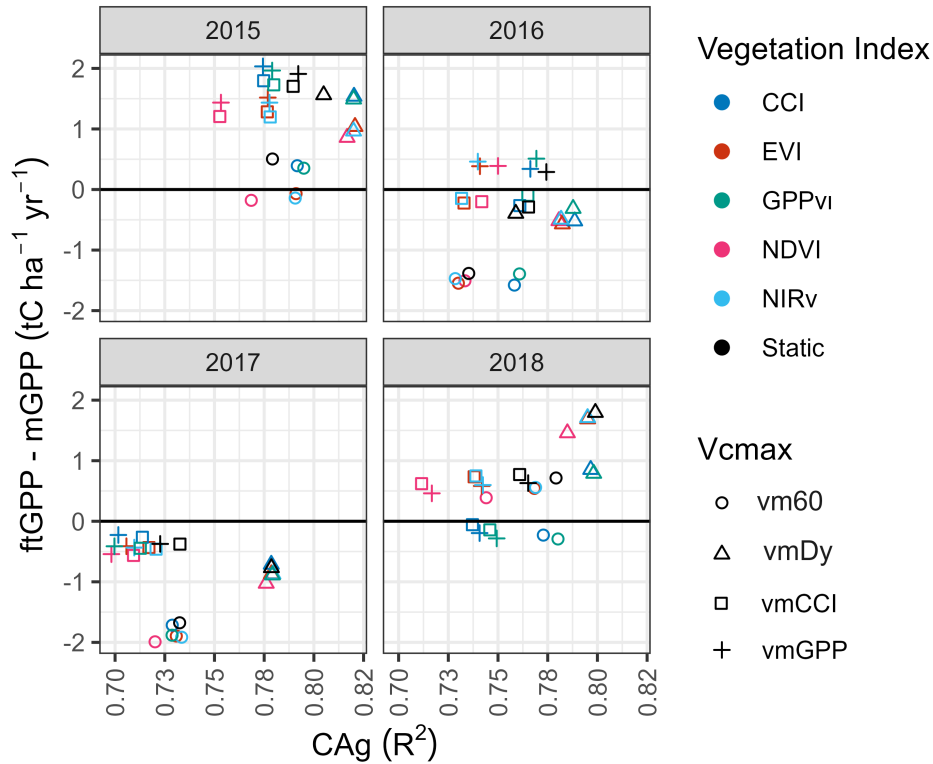 2015
2016
2
1
0
-1
-2
2017
2018
2
1
0
-1
-2
0.70
0.73
0.75
0.78
0.80
0.82
0.70
0.73
0.75
0.78
0.80
0.82
CAg (R²)
ftGPP - mGPP (tC ha⁻¹ yr⁻¹)
Vegetation Index
CCI
EVI
GPPVI
NDVI
NIRv
Static
Vcmax
vm60
vmDy
vmCCI
vmGPP